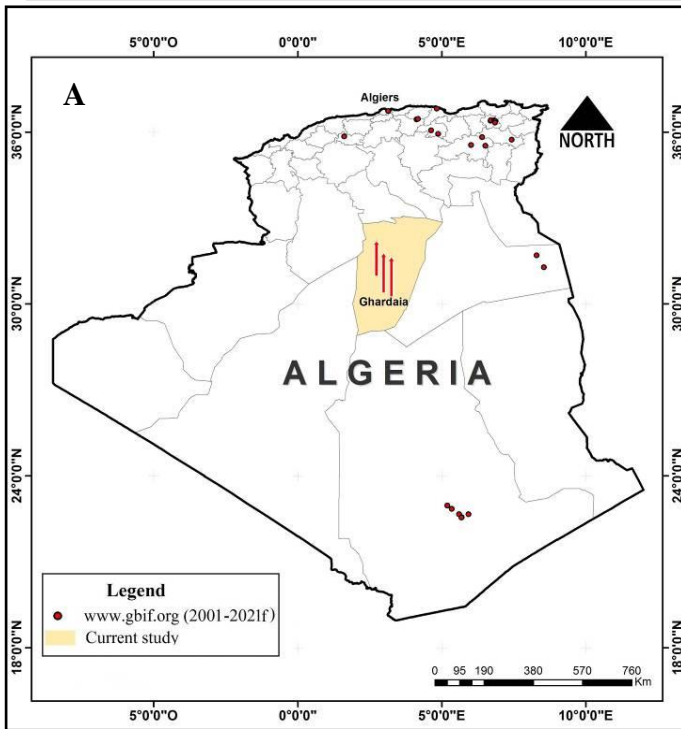 5°0'0"O 0°0'0" 5°0'0"E 10°0'0"E
A
Algiers
NORTH
36°0'0"N 36°0'0"N
Ghardaia
30°0'0"N 30°0'0"N
ALGERIA
24°0'0"N 24°0'0"N
Legend
www.gbif.org (2001-2021f)
Current study
18°0'0"N 18°0'0"N
0 95 190 380 570 760
Km
5°0'0"O 0°0'0" 5°0'0"E 10°0'0"E